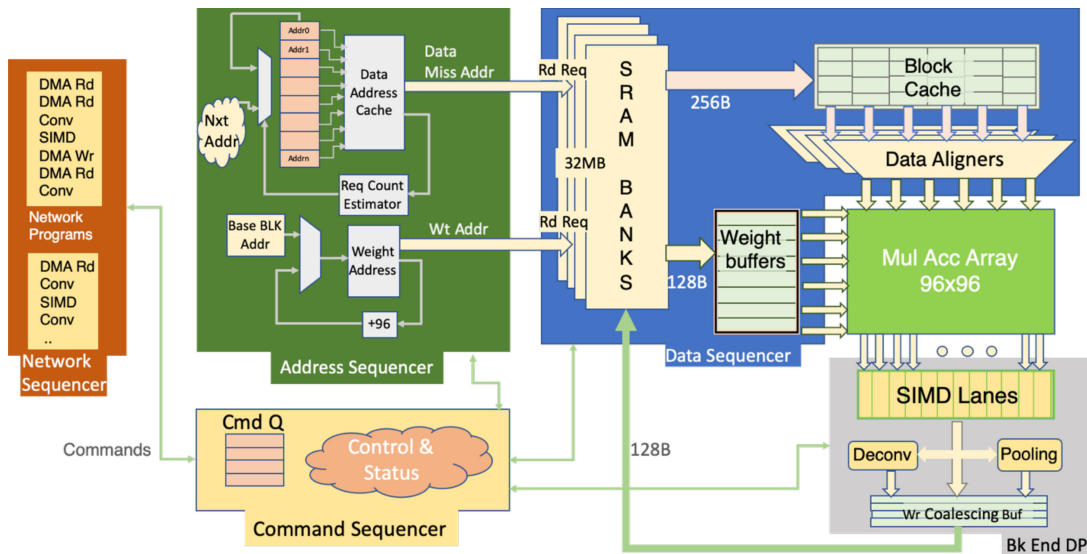 DMA Rd
DMA Rd
Conv
SIMD
DMA Wr
DMA Rd
Conv
Network
Programs
DMA Rd
Conv
SIMD
Conv
..
Network
Sequencer
Addr0
Addr1
Addrn
Nxt
Addr
Data
Address
Cache
Data
Miss Addr
Req Count
Estimator
Base BLK
Addr
Weight
Address
+96
Wt Addr
Address Sequencer
Rd Req
Rd Req
32MB
SRAM
BANKS
256B
128B
Block
Cache
Data Aligners
Weight
buffers
Mul Acc Array
96x96
Data Sequencer
SIMD Lanes
Deconv
Pooling
Wr Coalescing Buf
Bk End DP
128B
Commands
Cmd Q
Control &
Status
Command Sequencer